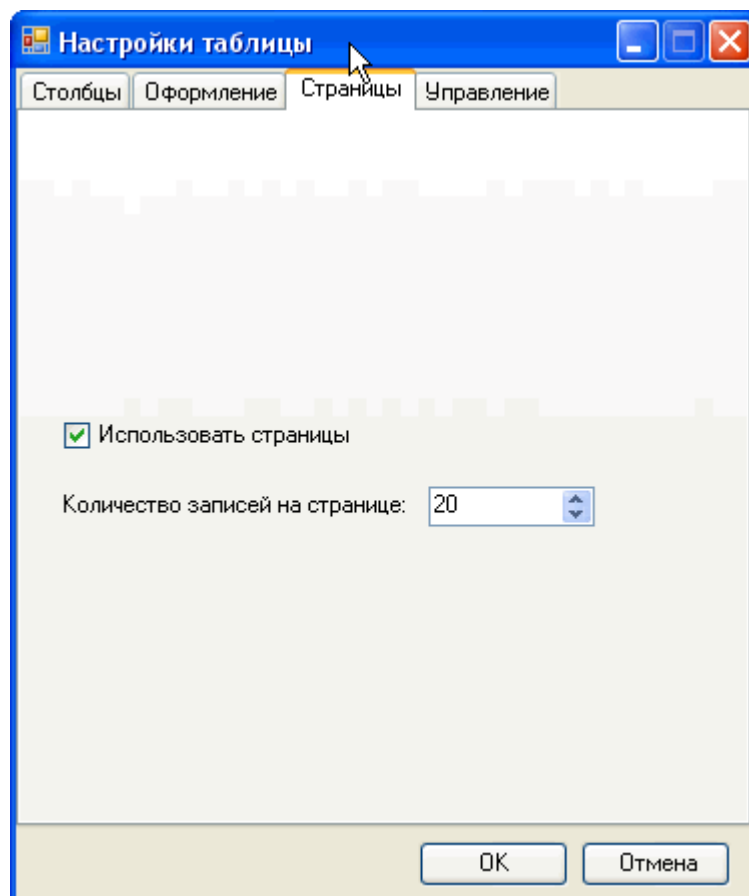 Настройки таблицы
Столбцы Оформление Страницы Управление
Использовать страницы
Количество записей на странице: 20
OK Отмена